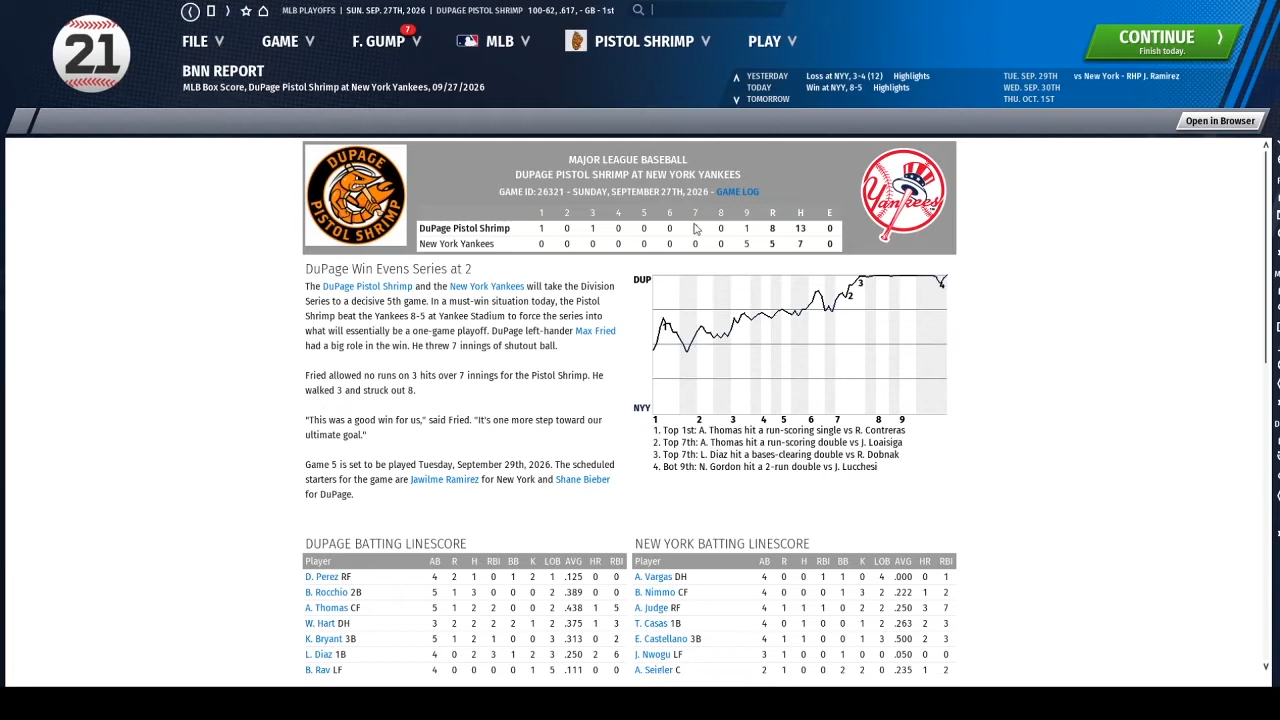 MLB PLAYOFFS | SUN. SEP. 27TH, 2026 | DUPAGE PISTOL SHRIMP 100-62, .617, - GB - 1st
21
FILE GAME F. GUMP 7 MLB PISTOL SHRIMP PLAY
CONTINUE
Finish today.
BNN REPORT
MLB Box Score, DuPage Pistol Shrimp at New York Yankees, 09/27/2026
YESTERDAY Loss at NYY, 3-4 (12) Highlights TUE. SEP. 29TH vs New York - RHP J. Ramirez
TODAY Win at NYY, 8-5 Highlights WED. SEP. 30TH
TOMORROW THU. OCT. 1ST
Open in Browser
DUPAGE
PISTOL SHRIMP
MAJOR LEAGUE BASEBALL
DUPAGE PISTOL SHRIMP AT NEW YORK YANKEES
GAME ID: 26321 - SUNDAY, SEPTEMBER 27TH, 2026 - GAME LOG
Yankees
1 2 3 4 5 6 7 8 9 R H E
DuPage Pistol Shrimp 1 0 1 0 0 0 0 1 8 13 0
New York Yankees 0 0 0 0 0 0 0 0 5 5 7 0
DuPage Win Evens Series at 2
The DuPage Pistol Shrimp and the New York Yankees will take the Division
Series to a decisive 5th game. In a must-win situation today, the Pistol
Shrimp beat the Yankees 8-5 at Yankee Stadium to force the series into
what will essentially be a one-game playoff. DuPage left-hander Max Fried
had a big role in the win. He threw 7 innings of shutout ball.
Fried allowed no runs on 3 hits over 7 innings for the Pistol Shrimp. He
walked 3 and struck out 8.
"This was a good win for us," said Fried. "It's one more step toward our
ultimate goal."
Game 5 is set to be played Tuesday, September 29th, 2026. The scheduled
starters for the game are Jawilme Ramirez for New York and Shane Bieber
for DuPage.
DUP
1 2 3 4
NYY
1 2 3 4 5 6 7 8 9
1. Top 1st: A. Thomas hit a run-scoring single vs R. Contreras
2. Top 7th: A. Thomas hit a run-scoring double vs J. Loaisiga
3. Top 7th: L. Diaz hit a bases-clearing double vs R. Dobnak
4. Bot 9th: N. Gordon hit a 2-run double vs J. Lucchesi
DUPAGE BATTING LINESCORE
Player AB R H RBI BB K LOB AVG HR RBI
D. Perez RF 4 2 1 0 1 2 1 .125 0 0
B. Rocchio 2B 5 1 3 0 0 0 2 .389 0 0
A. Thomas CF 5 1 2 2 0 0 2 .438 1 5
W. Hart DH 3 2 2 2 2 1 2 .375 1 3
K. Bryant 3B 5 1 2 1 0 0 3 .313 0 2
L. Diaz 1B 4 0 2 3 1 2 3 .250 2 6
B. Ray LF 4 0 0 0 0 1 5 .111 0 0
NEW YORK BATTING LINESCORE
Player AB R H RBI BB K LOB AVG HR RBI
A. Vargas DH 4 0 0 1 1 0 4 .000 0 1
B. Nimmo CF 4 0 0 0 1 3 2 .222 1 2
A. Judge RF 4 1 1 1 0 2 2 .250 3 7
T. Casas 1B 4 0 1 0 0 1 2 .263 2 3
E. Castellano 3B 4 1 1 0 0 1 3 .500 2 3
J. Nwogu LF 3 1 0 0 1 1 0 .050 0 0
A. Seigler C 2 1 0 0 2 2 0 .235 1 2